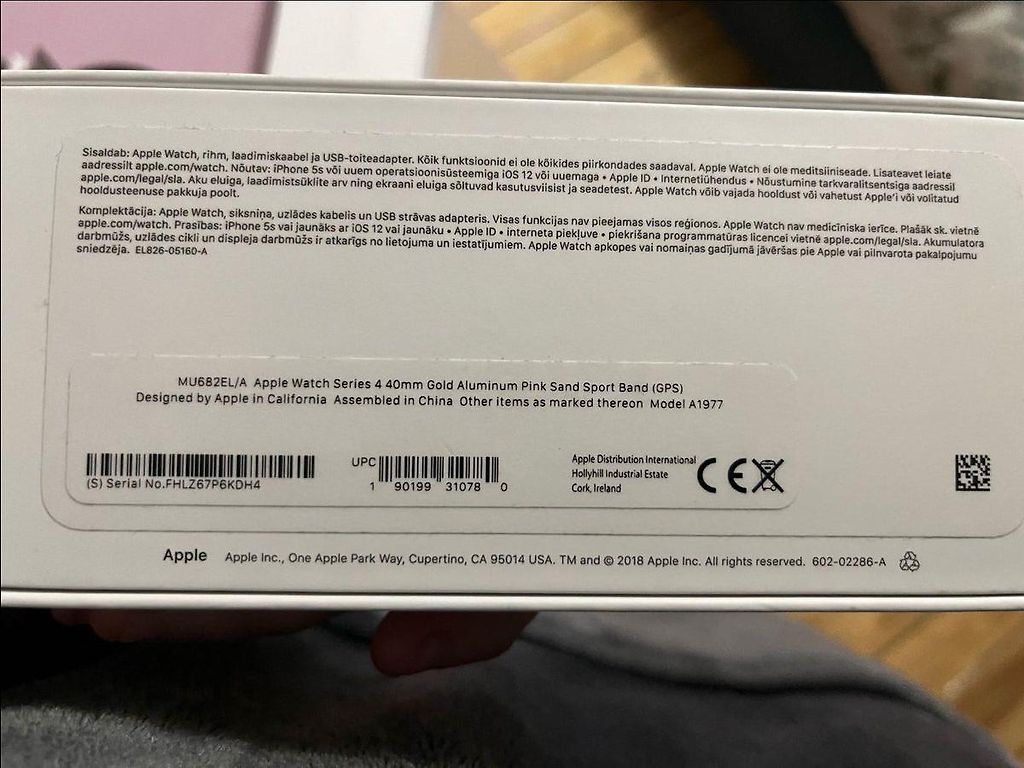 Sisaldab: Apple Watch, rihm, laadimiskaabel ja USB-toiteadapter. Kõik funktsioonid ei ole kõikides piirkondades saadaval. Apple Watch ei ole meditsiiniseade. Lisateavet leiate
aadressilt apple.com/watch. Nõutav: iPhone 5s või uuem operatsioonisüsteemiga iOS 12 või uuemaga • Apple ID • Internetiühendus • Nõustumine tarkvaralitsentsiga aadressil
apple.com/legal/sla. Aku eluiga, laadimistsüklite arv ning ekraani eluiga sõltuvad kasutusviisist ja seadetest. Apple Watch võib vajada hooldust või vahetust Apple'i või volitatud
hooldusteenuse pakkuja poolt.
Komplektācija: Apple Watch, siksniņa, uzlādes kabelis un USB strāvas adapteris. Visas funkcijas nav pieejamas visos reģionos. Apple Watch nav medicīniska ierīce. Plašāk sk. vietnē
apple.com/watch. Prasības: iPhone 5s vai jaunāks ar iOS 12 vai jaunāku • Apple ID • interneta piekļuve • piekrišana programmatūras licencei vietnē apple.com/legal/sla. Akumulatora
darbmūžs, uzlādes cikli un displeja darbmūžs ir atkarīgs no lietojuma un iestatījumiem. Apple Watch apkopes vai nomaiņas gadījumā jāvēršas pie Apple vai pilnvarota pakalpojumu
sniedzēja. EL826-05160-A
MU682EL/A Apple Watch Series 4 40mm Gold Aluminum Pink Sand Sport Band (GPS)
Designed by Apple in California Assembled in China Other items as marked thereon Model A1977
(S) Serial No.FHLZ67P6KDH4
UPC
1 90199 31078 0
Apple Distribution International
Hollyhill Industrial Estate
Cork, Ireland
CE
Apple Apple Inc., One Apple Park Way, Cupertino, CA 95014 USA. TM and © 2018 Apple Inc. All rights reserved. 602-02286-A